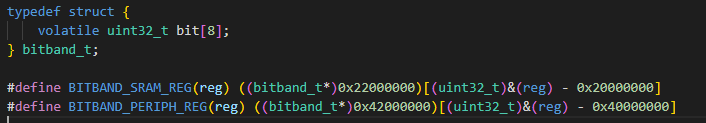 typedef struct {
    volatile uint32_t bit[8];
} bitband_t;

#define BITBAND_SRAM_REG(reg) ((bitband_t*)0x22000000)[(uint32_t)&(reg) - 0x20000000]
#define BITBAND_PERIPH_REG(reg) ((bitband_t*)0x42000000)[(uint32_t)&(reg) - 0x40000000]